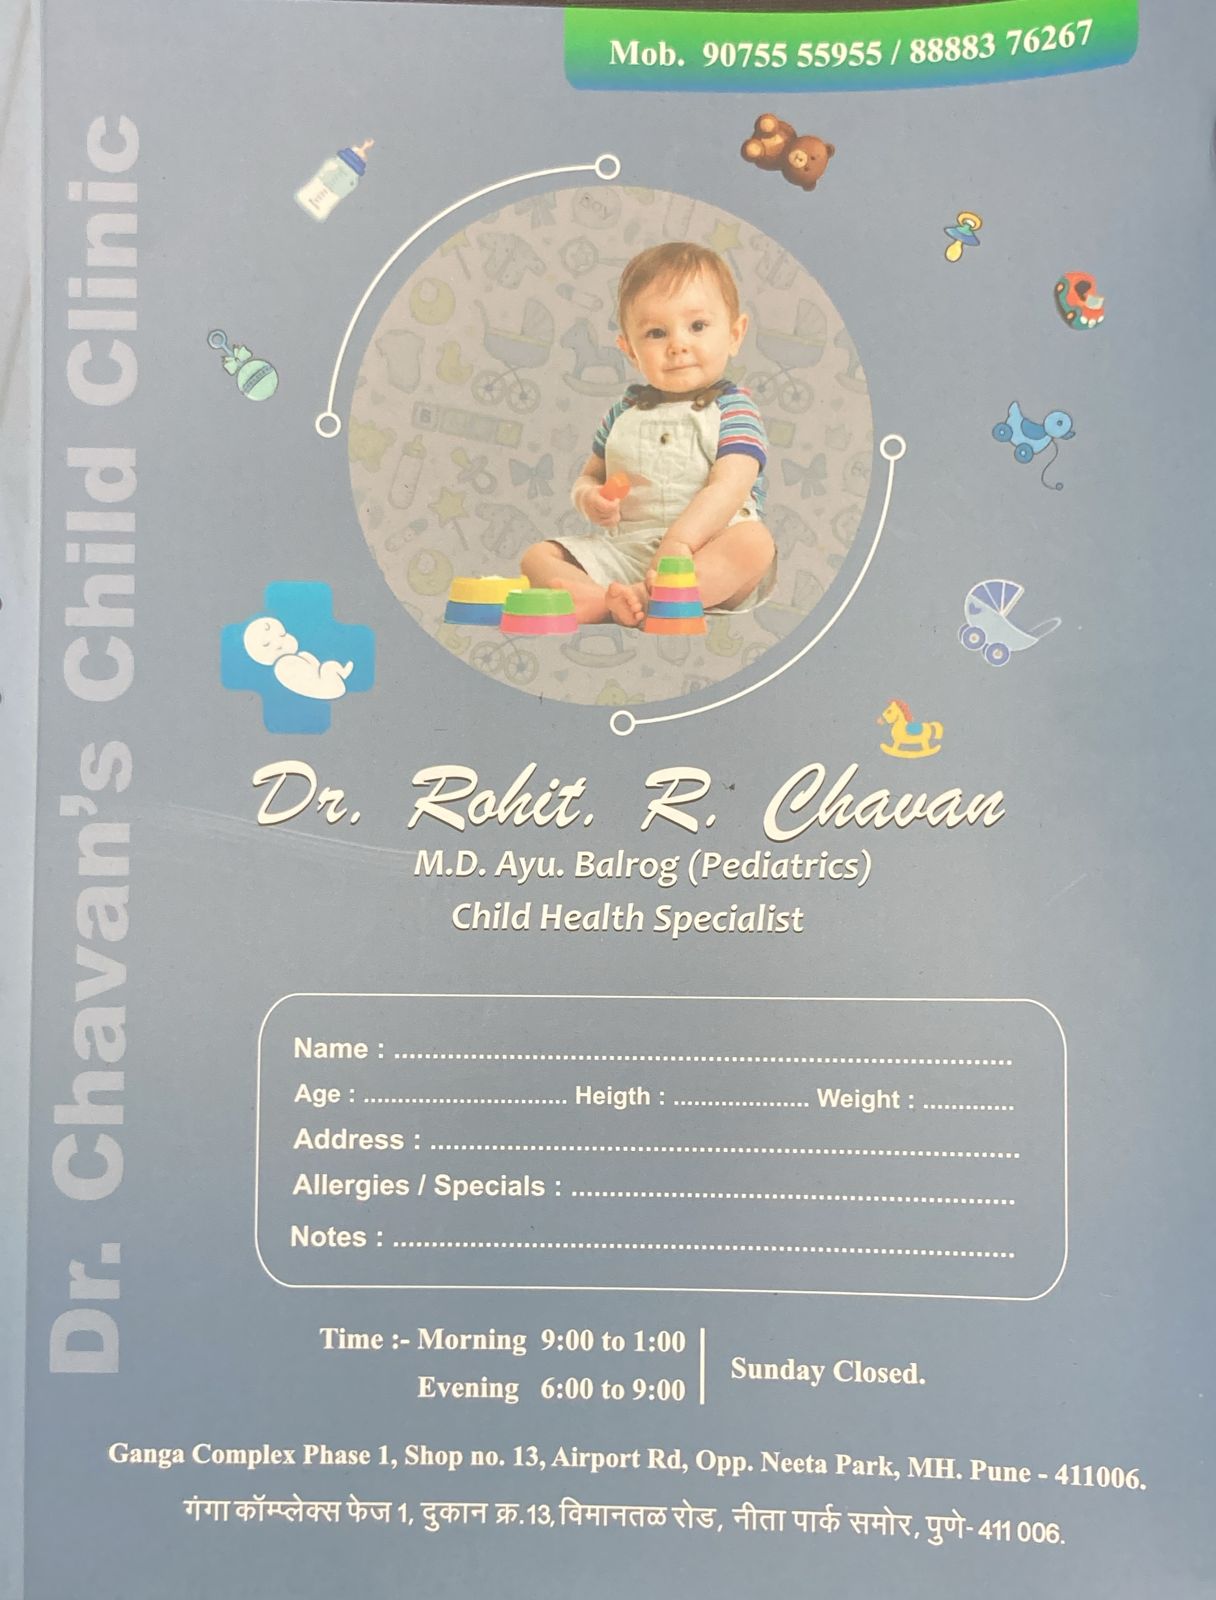 Mob. 90755 55955 / 88883 76267
Dr. Chavan's Child Clinic
Dr. Rohit. R. Chavan
M.D. Ayu. Balrog (Pediatrics)
Child Health Specialist
Name : ......................................................................................
Age : ............................. Heigth : ................... Weight : .............
Address : ..................................................................................
Allergies / Specials : ..............................................................
Notes : ......................................................................................
Time :- Morning 9:00 to 1:00
Evening 6:00 to 9:00
Sunday Closed.
Ganga Complex Phase 1, Shop no. 13, Airport Rd, Opp. Neeta Park, MH. Pune - 411006.
गंगा कॉम्प्लेक्स फेज 1, दुकान क्र.13, विमानतळ रोड, नीता पार्क समोर, पुणे- 411 006.